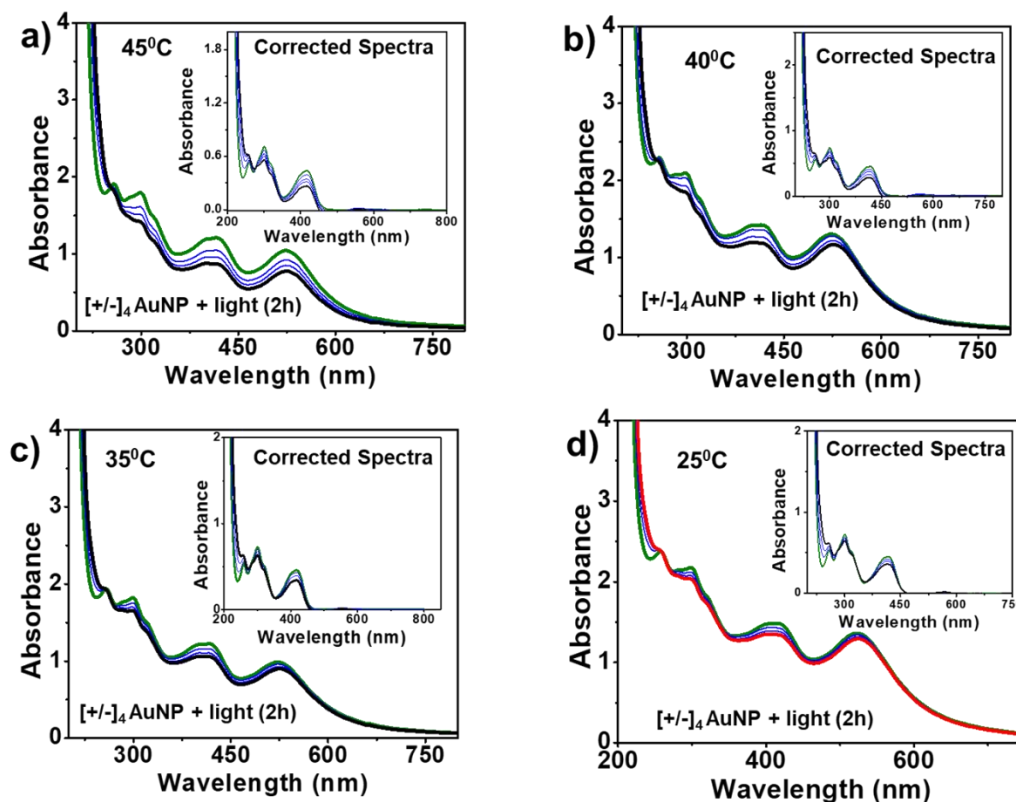 a)
45⁰C
Corrected Spectra
Absorbance
1.8
1.2
0.6
0.0
200 400 600 800
Wavelength (nm)
Absorbance
4
3
2
1
0
[+/-]₄ AuNP + light (2h)
300 450 600 750
Wavelength (nm)
b)
40⁰C
Corrected Spectra
Absorbance
2
1
0
300 450 600 750
Wavelength (nm)
Absorbance
4
3
2
1
0
[+/-]₄ AuNP + light (2h)
300 450 600 750
Wavelength (nm)
c)
35⁰C
Corrected Spectra
Absorbance
2
1
0
200 400 600 800
Wavelength (nm)
Absorbance
4
3
2
1
0
[+/-]₄ AuNP + light (2h)
300 450 600 750
Wavelength (nm)
d)
25⁰C
Corrected Spectra
Absorbance
2
1
0
300 450 600 75
Wavelength (nm)
Absorbance
4
3
2
1
0
[+/-]₄ AuNP + light (2h)
200 400 600
Wavelength (nm)